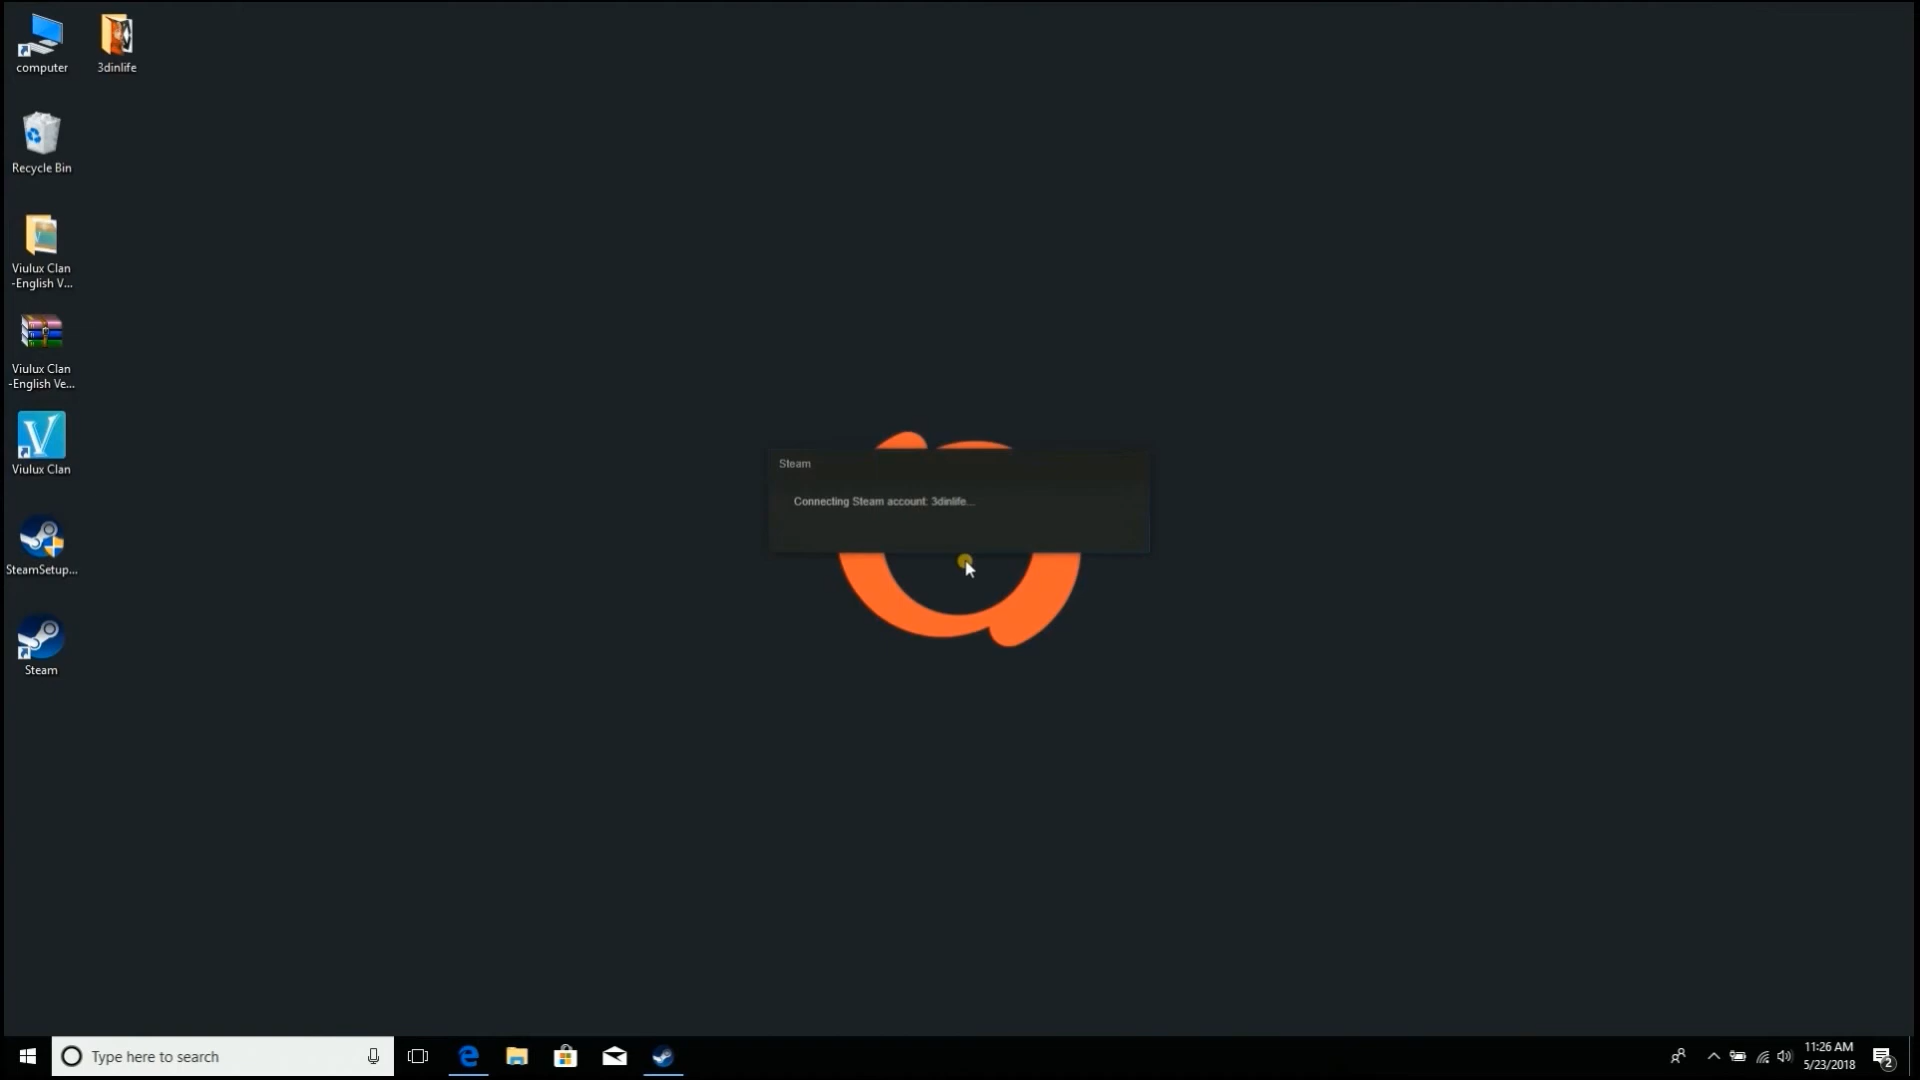 computer
3dinlife
Recycle Bin
Viulux Clan
-English V...
Viulux Clan
-English Ve...
Viulux Clan
SteamSetup...
Steam
Steam
Connecting Steam account: 3dinlife...
Type here to search
11:26 AM
5/23/2018
2